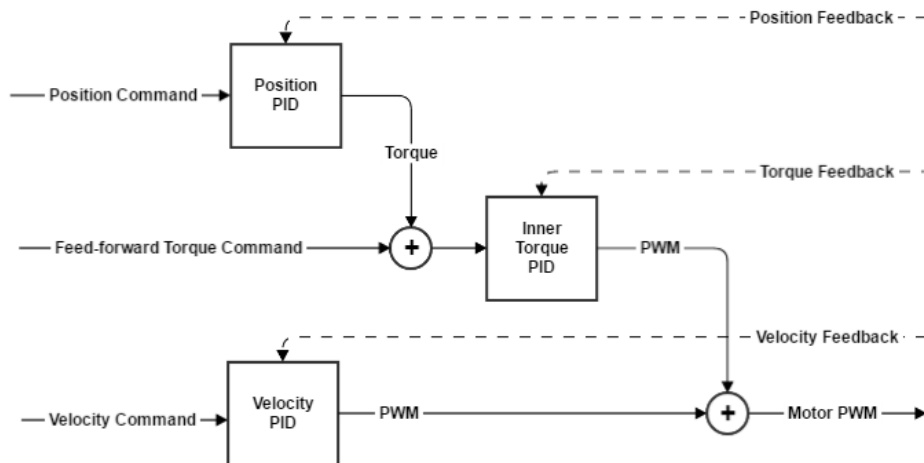 Position Feedback
Position
PID
Position Command
Torque
Torque Feedback
Inner
Torque
PID
Feed-forward Torque Command
+
PWM
Velocity Feedback
Velocity
PID
Velocity Command
PWM
+
Motor PWM